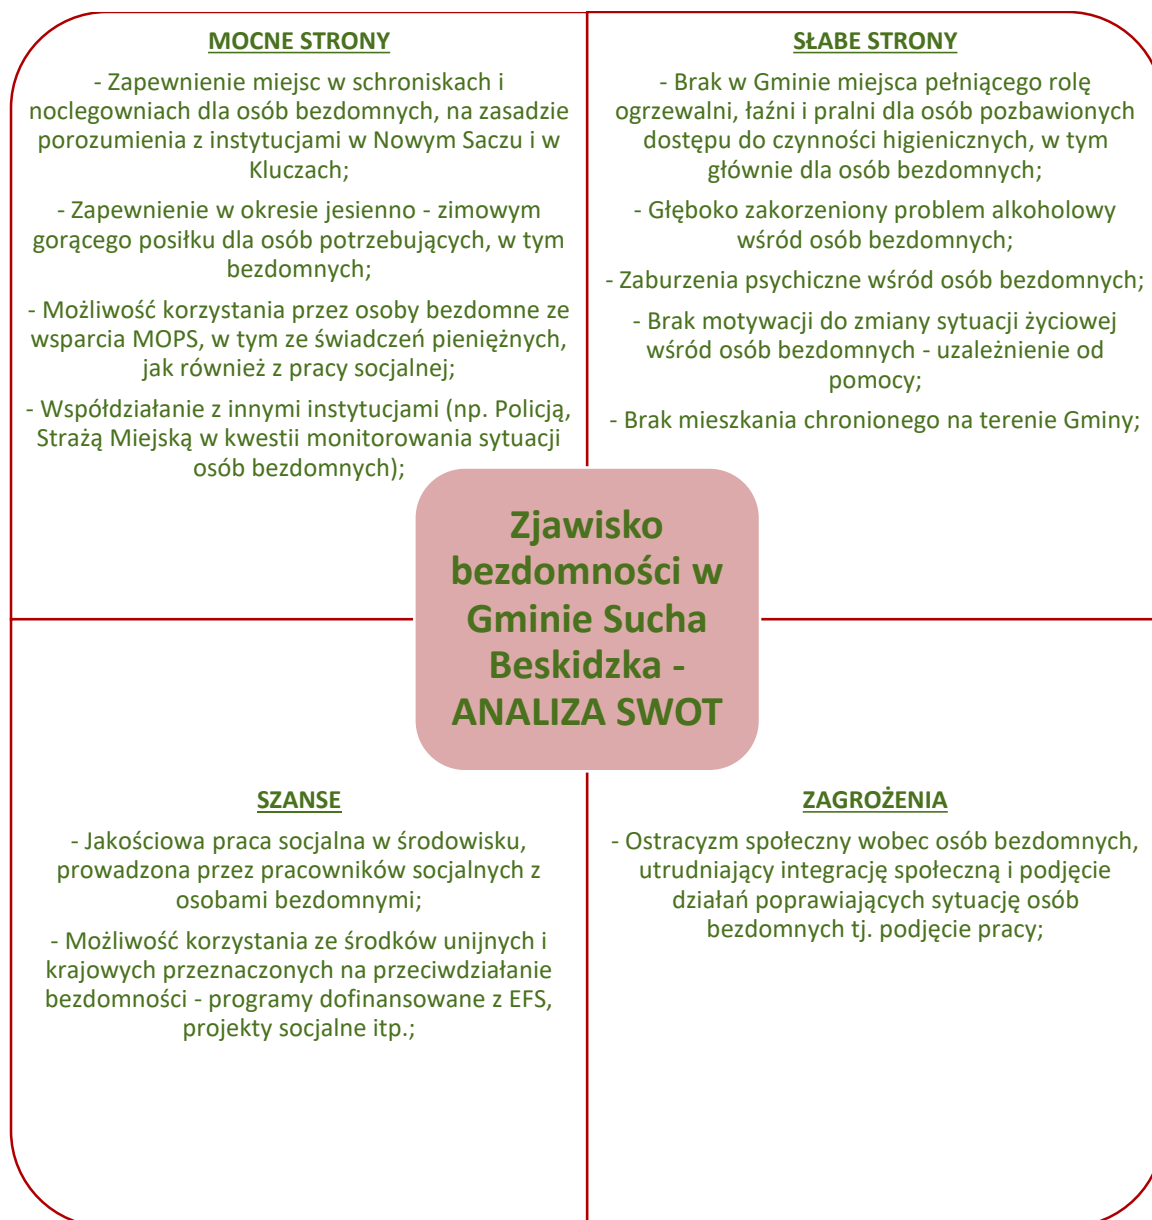 MOCNE STRONY
- Zapewnienie miejsc w schroniskach i
noclegowniach dla osób bezdomnych, na zasadzie
porozumienia z instytucjami w Nowym Saczu i w
Kluczach;
- Zapewnienie w okresie jesienno - zimowym
gorącego posiłku dla osób potrzebujących, w tym
bezdomnych;
- Możliwość korzystania przez osoby bezdomne ze
wsparcia MOPS, w tym ze świadczeń pieniężnych,
jak również z pracy socjalnej;
- Współdziałanie z innymi instytucjami (np. Policją,
Strażą Miejską w kwestii monitorowania sytuacji
osób bezdomnych);
SŁABE STRONY
- Brak w Gminie miejsca pełniącego rolę
ogrzewalni, łaźni i pralni dla osób pozbawionych
dostępu do czynności higienicznych, w tym
głównie dla osób bezdomnych;
- Głęboko zakorzeniony problem alkoholowy
wśród osób bezdomnych;
- Zaburzenia psychiczne wśród osób bezdomnych;
- Brak motywacji do zmiany sytuacji życiowej
wśród osób bezdomnych - uzależnienie od
pomocy;
- Brak mieszkania chronionego na terenie Gminy;
Zjawisko
bezdomności w
Gminie Sucha
Beskidzka -
ANALIZA SWOT
SZANSE
- Jakościowa praca socjalna w środowisku,
prowadzona przez pracowników socjalnych z
osobami bezdomnymi;
- Możliwość korzystania ze środków unijnych i
krajowych przeznaczonych na przeciwdziałanie
bezdomności - programy dofinansowane z EFS,
projekty socjalne itp.;
ZAGROŻENIA
- Ostracyzm społeczny wobec osób bezdomnych,
utrudniający integrację społeczną i podjęcie
działań poprawiających sytuację osób
bezdomnych tj. podjęcie pracy;